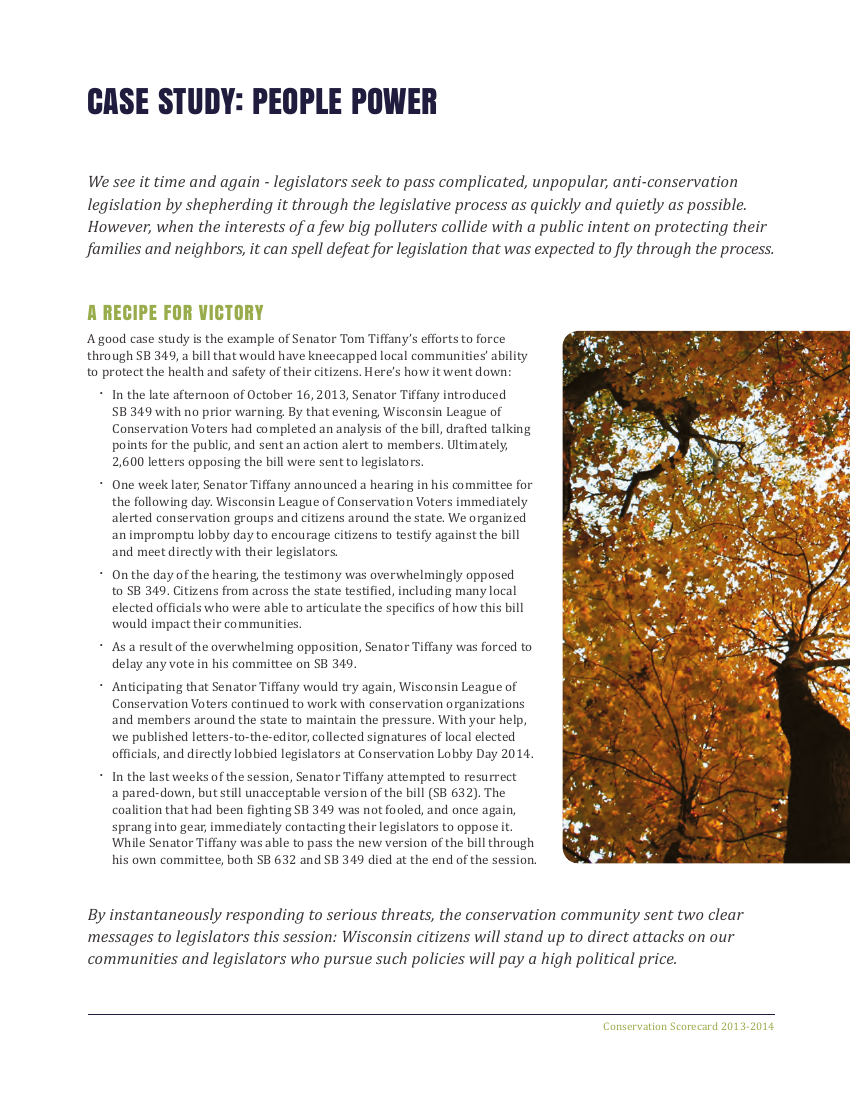 CASE STUDY: PEOPLE POWER
We see it time and again - legislators seek to pass complicated, unpopular, anti-conservation
legislation by shepherding it through the legislative process as quickly and quietly as possible.
However, when the interests of a few big polluters collide with a public intent on protecting their
families and neighbors, it can spell defeat for legislation that was expected to fly through the process.
A RECIPE FOR VICTORY
A good case study is the example of Senator Tom Tiffany's efforts to force
through SB 349, a bill that would have kneecapped local communities' ability
to protect the health and safety of their citizens. Here's how it went down:
· In the late afternoon of October 16, 2013, Senator Tiffany introduced
SB 349 with no prior warning. By that evening, Wisconsin League of
Conservation Voters had completed an analysis of the bill, drafted talking
points for the public, and sent an action alert to members. Ultimately,
2,600 letters opposing the bill were sent to legislators.
· One week later, Senator Tiffany announced a hearing in his committee for
the following day. Wisconsin League of Conservation Voters immediately
alerted conservation groups and citizens around the state. We organized
an impromptu lobby day to encourage citizens to testify against the bill
and meet directly with their legislators.
· On the day of the hearing, the testimony was overwhelmingly opposed
to SB 349. Citizens from across the state testified, including many local
elected officials who were able to articulate the specifics of how this bill
would impact their communities.
· As a result of the overwhelming opposition, Senator Tiffany was forced to
delay any vote in his committee on SB 349.
· Anticipating that Senator Tiffany would try again, Wisconsin League of
Conservation Voters continued to work with conservation organizations
and members around the state to maintain the pressure. With your help,
we published letters-to-the-editor, collected signatures of local elected
officials, and directly lobbied legislators at Conservation Lobby Day 2014.
· In the last weeks of the session, Senator Tiffany attempted to resurrect
a pared-down, but still unacceptable version of the bill (SB 632). The
coalition that had been fighting SB 349 was not fooled, and once again,
sprang into gear, immediately contacting their legislators to oppose it.
While Senator Tiffany was able to pass the new version of the bill through
his own committee, both SB 632 and SB 349 died at the end of the session.
By instantaneously responding to serious threats, the conservation community sent two clear
messages to legislators this session: Wisconsin citizens will stand up to direct attacks on our
communities and legislators who pursue such policies will pay a high political price.
Conservation Scorecard 2013-2014